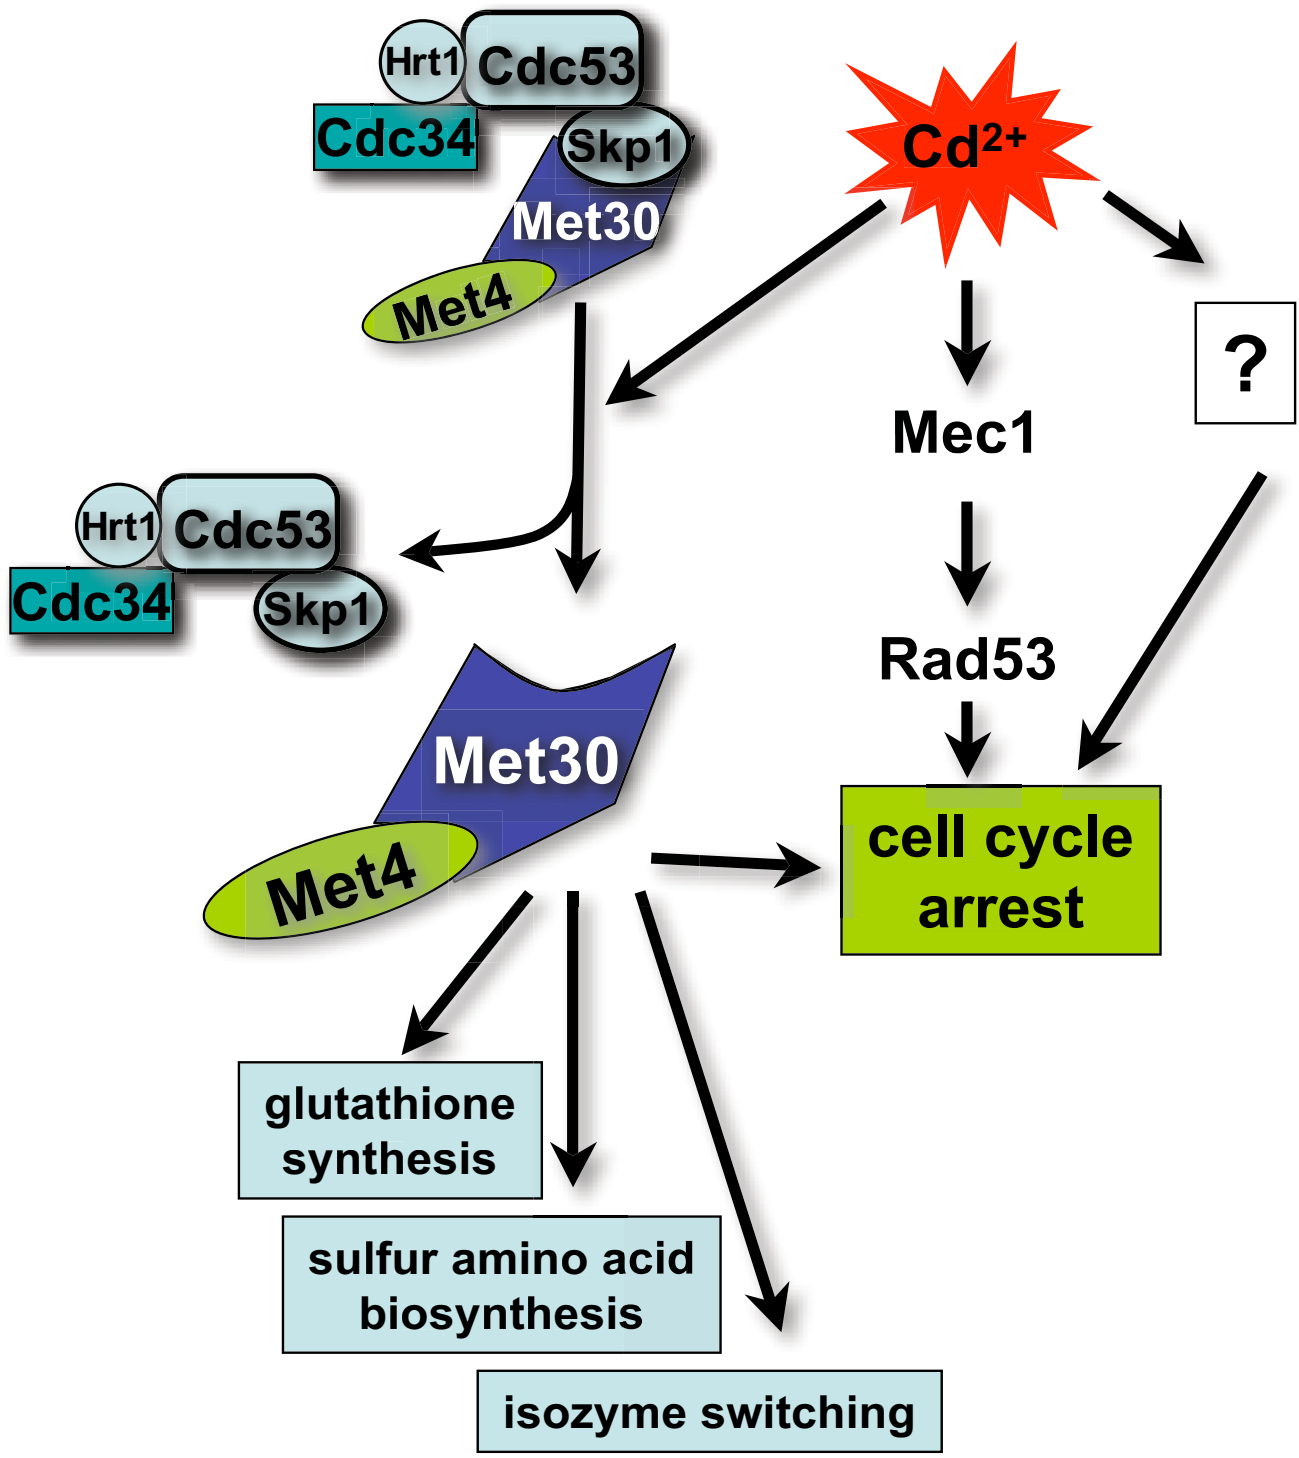 Hrt1
Cdc53
Cdc34
Skp1
Met30
Met4
Cd²⁺
?
Mec1
Hrt1
Cdc53
Cdc34
Skp1
Rad53
Met30
Met4
cell cycle
arrest
glutathione
synthesis
sulfur amino acid
biosynthesis
isozyme switching